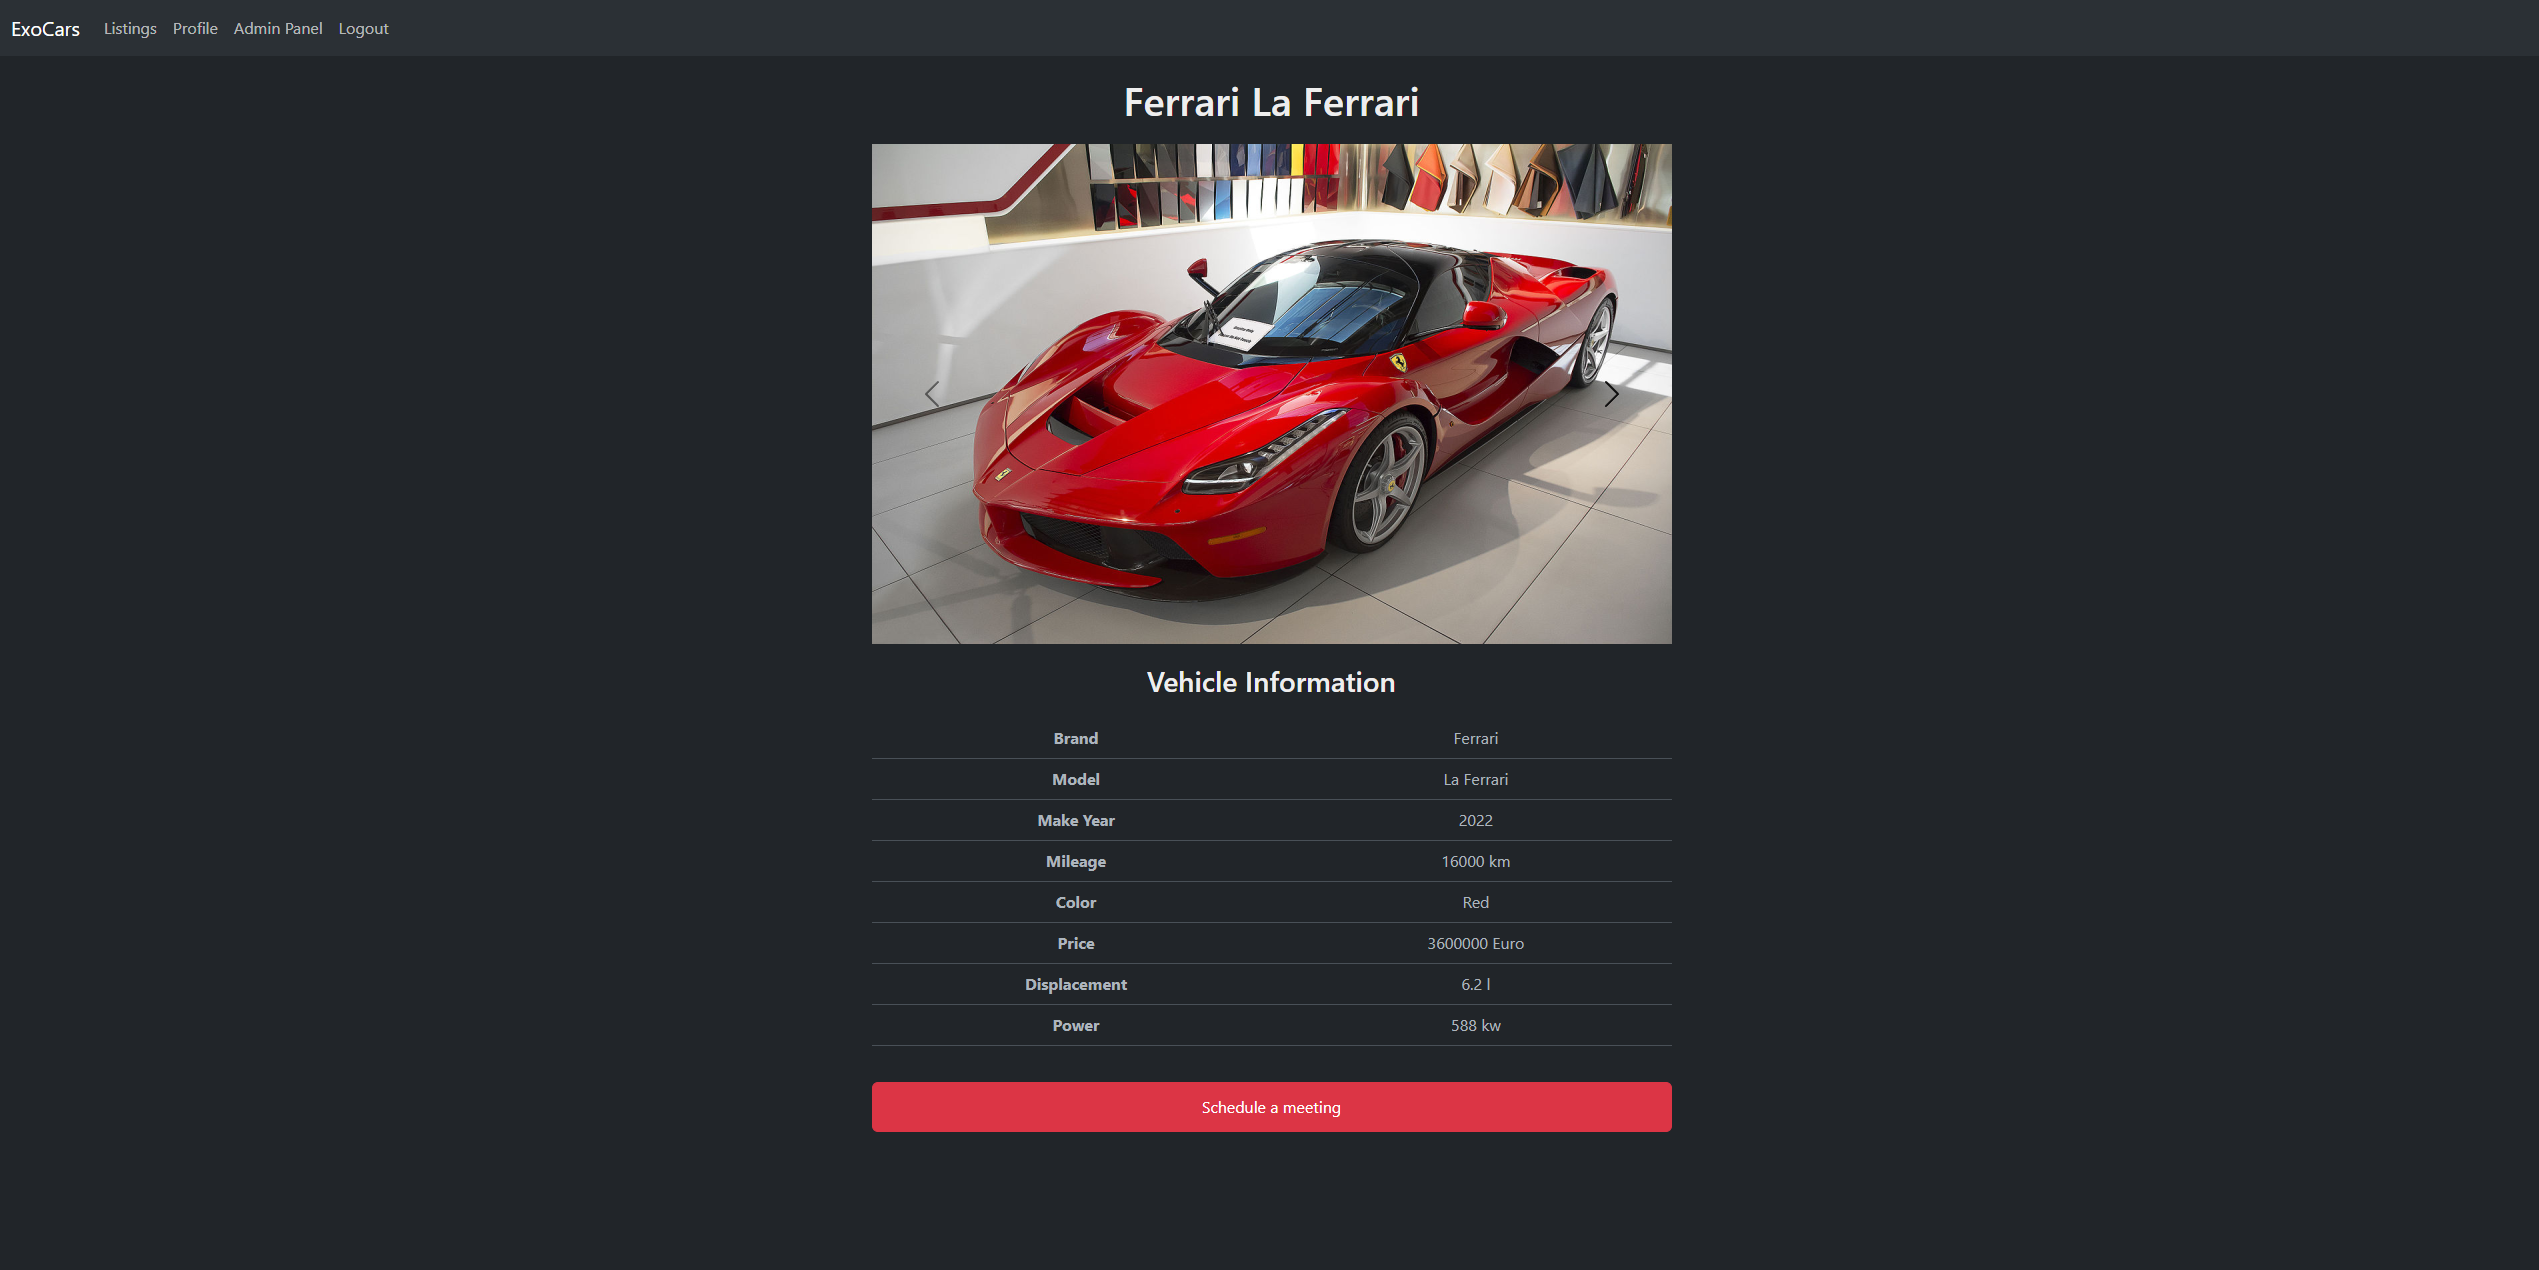 ExoCars Listings Profile Admin Panel Logout
Ferrari La Ferrari
Vehicle Information
Brand Ferrari
Model La Ferrari
Make Year 2022
Mileage 16000 km
Color Red
Price 3600000 Euro
Displacement 6.2 l
Power 588 kw
Schedule a meeting